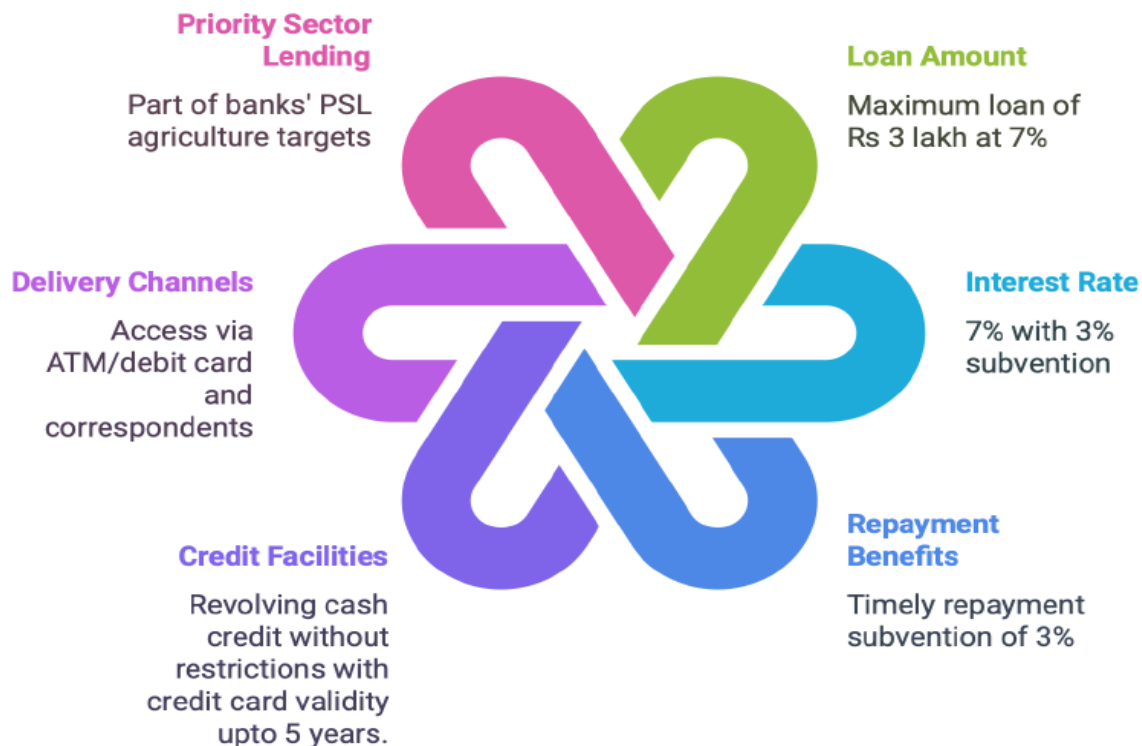 Priority Sector
Lending
Part of banks' PSL
agriculture targets
Loan Amount
Maximum loan of
Rs 3 lakh at 7%
Delivery Channels
Access via
ATM/debit card
and
correspondents
Interest Rate
7% with 3%
subvention
Credit Facilities
Revolving cash
credit without
restrictions with
credit card validity
upto 5 years.
Repayment
Benefits
Timely repayment
subvention of 3%